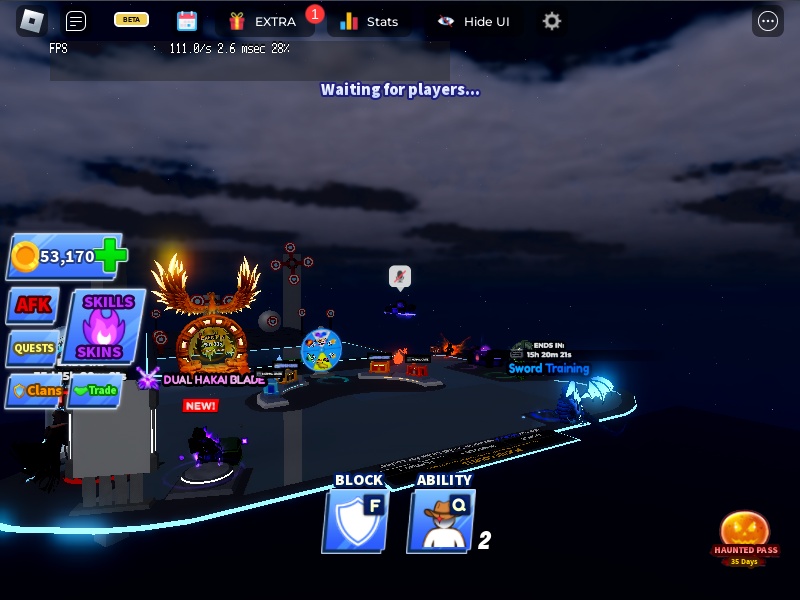 BETA
EXTRA
1
Stats
Hide UI
FPS : 111.0/s 2.6 msec 28%
Waiting for players...
53,170
AFK
SKILLS
SKINS
QUESTS
Clans
Trade
DUAL HAKAI BLADE
NEW!
ENDS IN:
15h 20m 21s
Sword Training
BLOCK
F
ABILITY
Q
2
HAUNTED PASS
35 Days